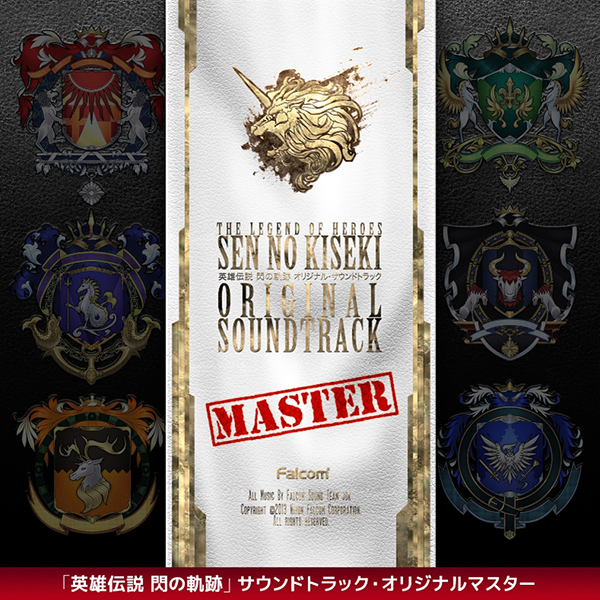 THE LEGEND OF HEROES
SEN NO KISEKI
英雄伝説 閃の軌跡 オリジナル・サウンドトラック
ORIGINAL
SOUNDTRACK
MASTER
Falcom
All Music By Falcom Sound Team jdk
Copyright ©2013 Nihon Falcom Corporation.
All rights reserved.
「英雄伝説 閃の軌跡」サウンドトラック・オリジナルマスター